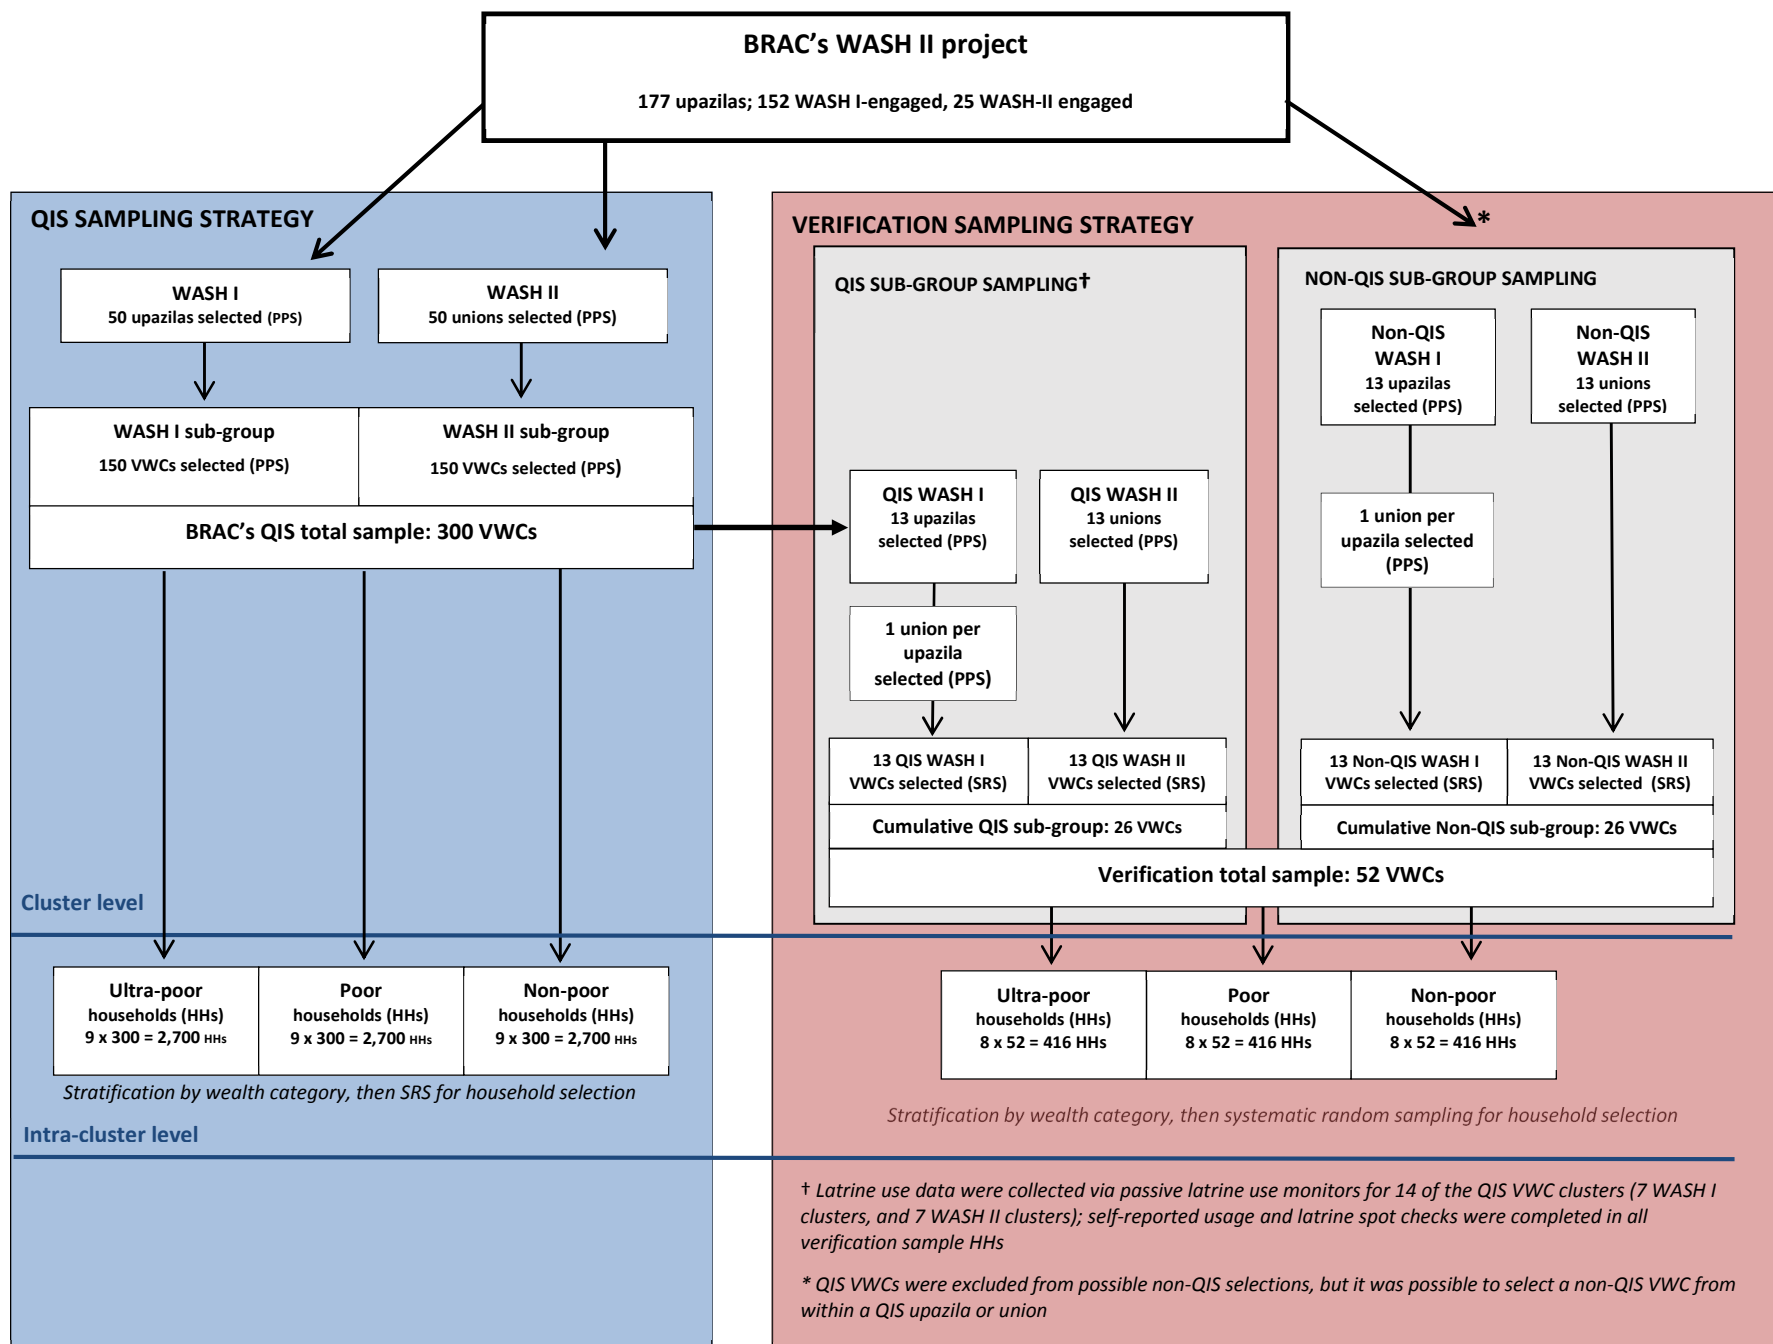 BRAC’s WASH II project
177 upazilas; 152 WASH I-engaged, 25 WASH-II engaged
QIS SAMPLING STRATEGY
WASH I
50 upazilas selected (PPS)
WASH II
50 unions selected (PPS)
WASH I sub-group
150 VWCs selected (PPS)
WASH II sub-group
150 VWCs selected (PPS)
BRAC’s QIS total sample: 300 VWCs
Cluster level
Ultra-poor
households (HHs)
9 x 300 = 2,700 HHs
Poor
households (HHs)
9 x 300 = 2,700 HHs
Non-poor
households (HHs)
9 x 300 = 2,700 HHs
Stratification by wealth category, then SRS for household selection
Intra-cluster level
VERIFICATION SAMPLING STRATEGY
*
QIS SUB-GROUP SAMPLING†
QIS WASH I
13 upazilas
selected (PPS)
QIS WASH II
13 unions
selected (PPS)
1 union per
upazila
selected (PPS)
13 QIS WASH I
VWCs selected (SRS)
13 QIS WASH II
VWCs selected (SRS)
Cumulative QIS sub-group: 26 VWCs
NON-QIS SUB-GROUP SAMPLING
Non-QIS
WASH I
13 upazilas
selected (PPS)
Non-QIS
WASH II
13 unions
selected (PPS)
1 union per
upazila selected
(PPS)
13 Non-QIS WASH I
VWCs selected (SRS)
13 Non-QIS WASH II
VWCs selected (SRS)
Cumulative Non-QIS sub-group: 26 VWCs
Verification total sample: 52 VWCs
Ultra-poor
households (HHs)
8 x 52 = 416 HHs
Poor
households (HHs)
8 x 52 = 416 HHs
Non-poor
households (HHs)
8 x 52 = 416 HHs
Stratification by wealth category, then systematic random sampling for household selection
† Latrine use data were collected via passive latrine use monitors for 14 of the QIS VWC clusters (7 WASH I
clusters, and 7 WASH II clusters); self-reported usage and latrine spot checks were completed in all
verification sample HHs
* QIS VWCs were excluded from possible non-QIS selections, but it was possible to select a non-QIS VWC from
within a QIS upazila or union